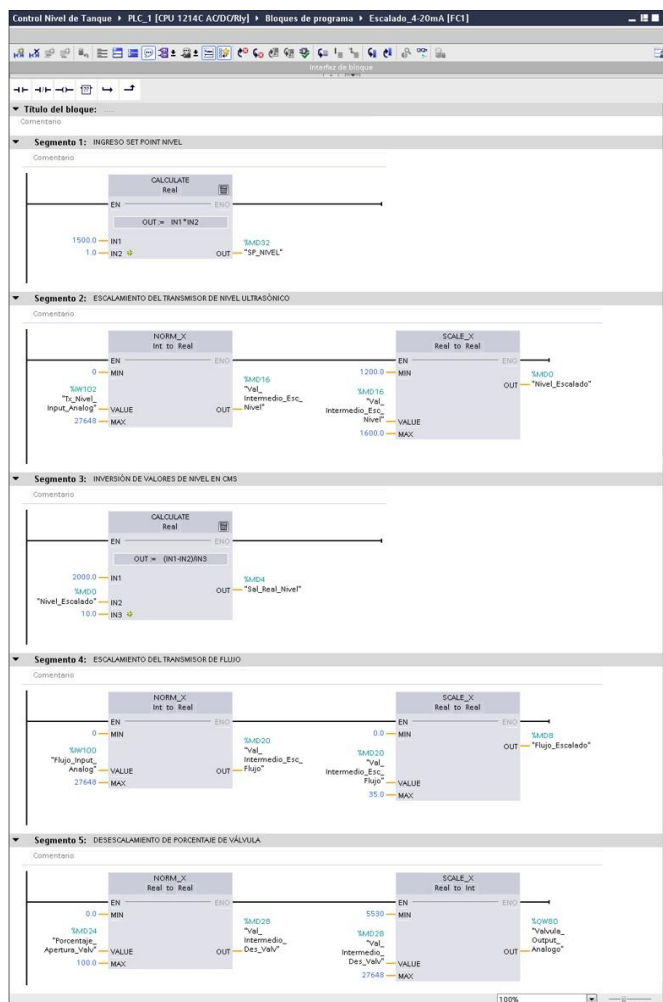 Control Nivel de Tanque ▸ PLC_1 [CPU 1214C AC/DC/Rly] ▸ Bloques de programa ▸ Escalado_4-20mA [FC1]
Interfaz de bloque
Título del bloque: .....
Comentario
Segmento 1: INGRESO SET POINT NIVEL
Comentario
CALCULATE
Real
EN ENO
OUT := IN1*IN2
1500.0 IN1
%MD32
1.0 IN2 OUT "SP_NIVEL"
Segmento 2: ESCALAMIENTO DEL TRANSMISOR DE NIVEL ULTRASÓNICO
Comentario
NORM_X
Int to Real
EN ENO
0 MIN
%IW102
"Tx_Nivel_
Input_Analog" VALUE
27648 MAX
%MD16
"Val_
Intermedio_Esc_
Nivel"
OUT
SCALE_X
Real to Real
EN ENO
1200.0 MIN
%MD16
"Val_
Intermedio_Esc_
Nivel" VALUE
1600.0 MAX
%MD0
OUT "Nivel_Escalado"
Segmento 3: INVERSIÓN DE VALORES DE NIVEL EN CMS
Comentario
CALCULATE
Real
EN ENO
OUT := (IN1-IN2)/IN3
2000.0 IN1
%MD0
"Nivel_Escalado" IN2
10.0 IN3
%MD4
OUT "Sal_Real_Nivel"
Segmento 4: ESCALAMIENTO DEL TRANSMISOR DE FLUJO
Comentario
NORM_X
Int to Real
EN ENO
0 MIN
%IW100
"Flujo_Input_
Analog" VALUE
27648 MAX
%MD20
"Val_
Intermedio_Esc_
Flujo"
OUT
SCALE_X
Real to Real
EN ENO
0.0 MIN
%MD20
"Val_
Intermedio_Esc_
Flujo" VALUE
35.0 MAX
%MD8
OUT "Flujo_Escalado"
Segmento 5: DESESCALAMIENTO DE PORCENTAJE DE VÁLVULA
Comentario
NORM_X
Real to Real
EN ENO
0.0 MIN
%MD24
"Porcentaje_
Apertura_Valv" VALUE
100.0 MAX
%MD28
"Val_
Intermedio_
Des_Valv"
OUT
SCALE_X
Real to Int
EN ENO
5530 MIN
%MD28
"Val_
Intermedio_
Des_Valv" VALUE
27648 MAX
%QW80
"Valvula_
Output_
Analogo"
OUT
100%